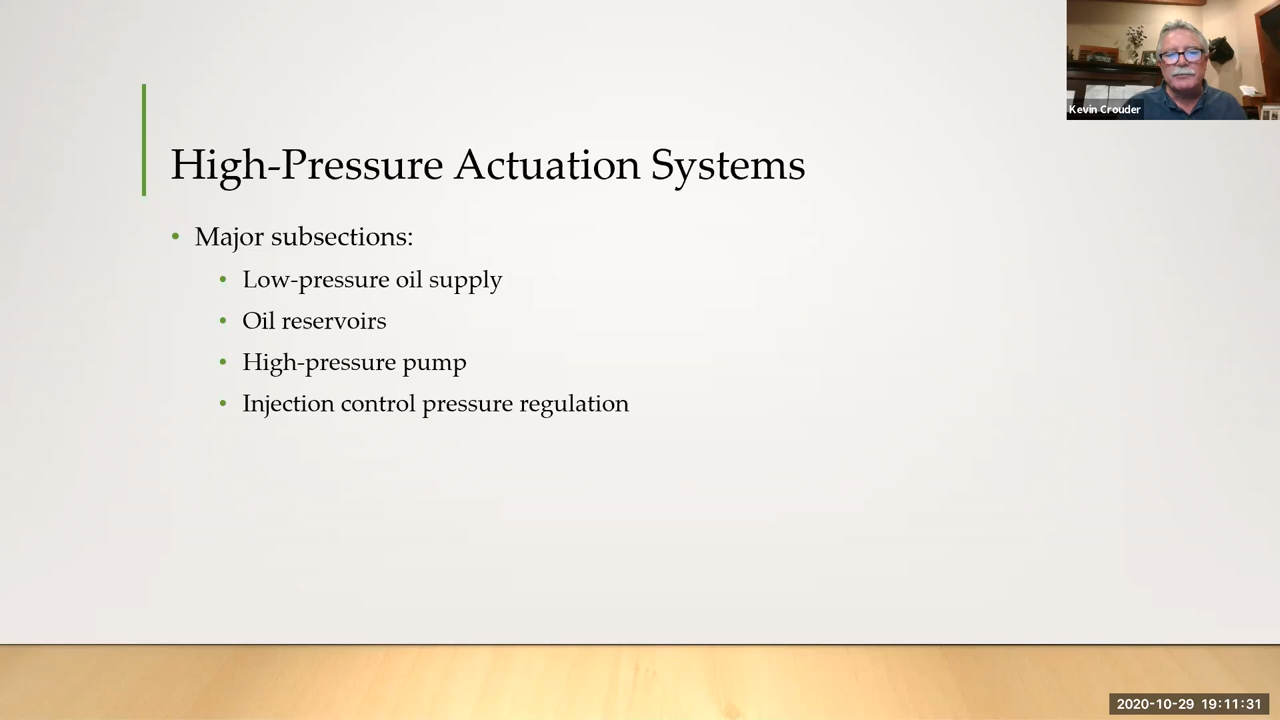 Kevin Crouder
High-Pressure Actuation Systems
• Major subsections:
• Low-pressure oil supply
• Oil reservoirs
• High-pressure pump
• Injection control pressure regulation
2020-10-29 19:11:31